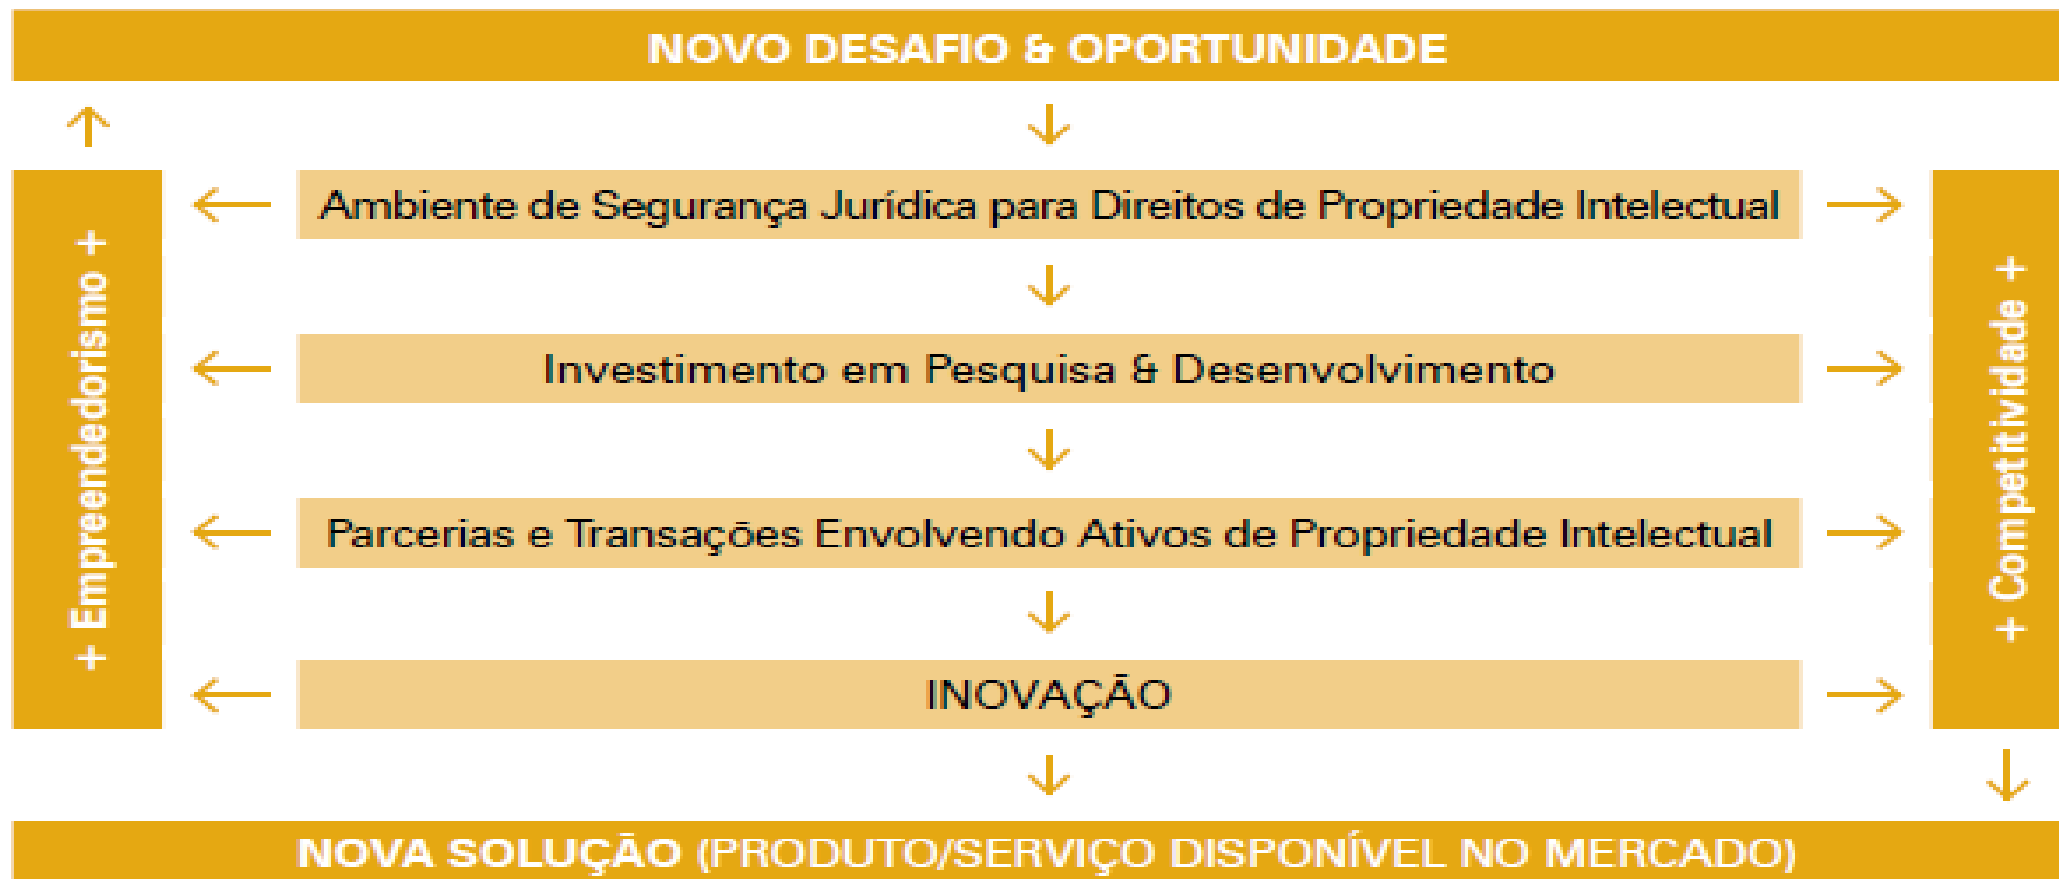 NOVO DESAFIO & OPORTUNIDADE
+ Empreendedorismo +
Ambiente de Segurança Jurídica para Direitos de Propriedade Intelectual
Investimento em Pesquisa & Desenvolvimento
Parcerias e Transações Envolvendo Ativos de Propriedade Intelectual
INOVAÇÃO
+ Competitividade +
NOVA SOLUÇÃO (PRODUTO/SERVIÇO DISPONÍVEL NO MERCADO)